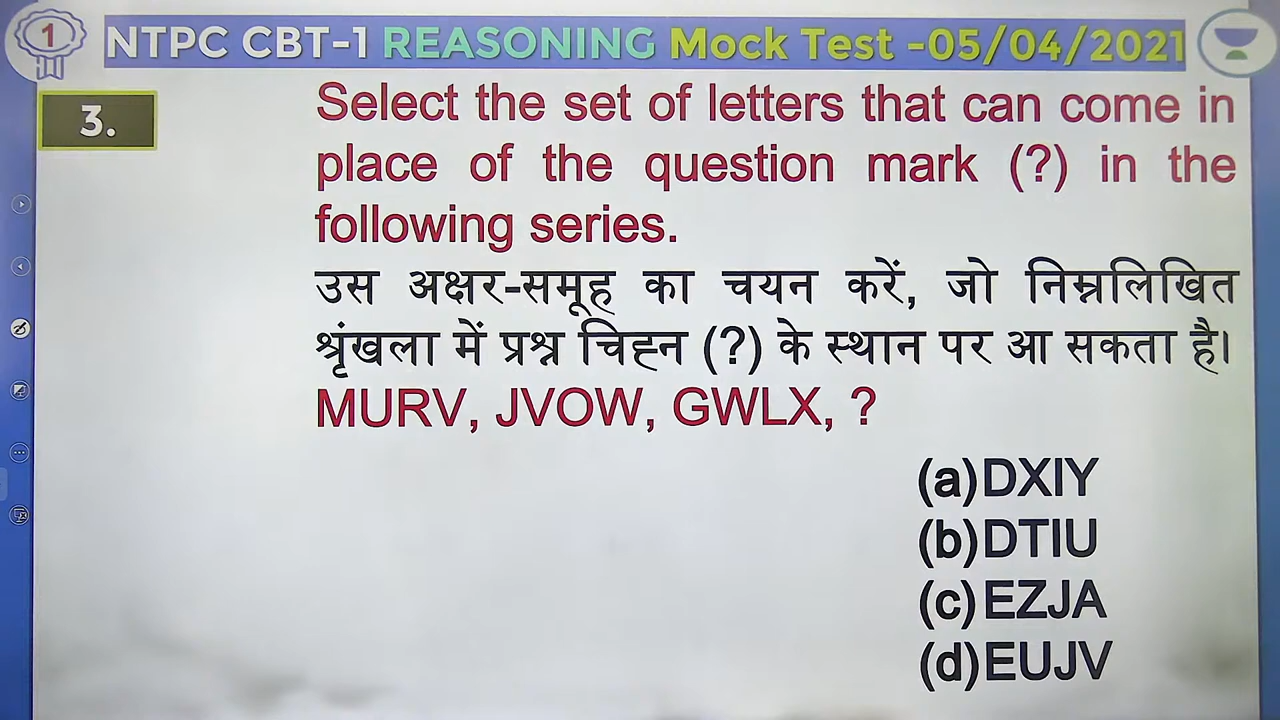 1
NTPC CBT-1 REASONING Mock Test -05/04/2021
3.
Select the set of letters that can come in
place of the question mark (?) in the
following series.
उस अक्षर-समूह का चयन करें, जो निम्नलिखित
श्रृंखला में प्रश्न चिह्न (?) के स्थान पर आ सकता है।
MURV, JVOW, GWLX, ?
(a)DXIY
(b)DTIU
(c)EZJA
(d)EUJV